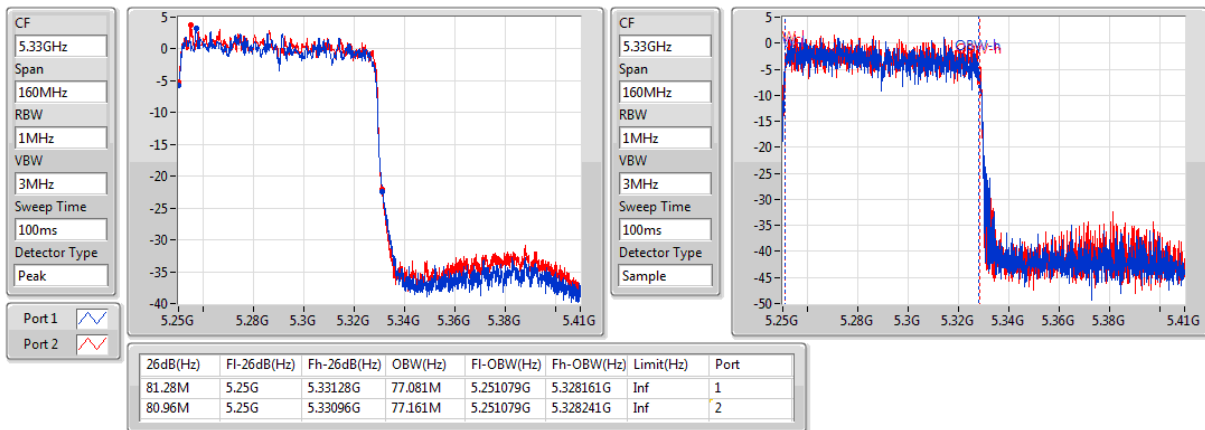 CF
5.33GHz
Span
160MHz
RBW
1MHz
VBW
3MHz
Sweep Time
100ms
Detector Type
Peak
Port 1
Port 2
5
0
-5
-10
-15
-20
-25
-30
-35
-40
5.25G 5.28G 5.3G 5.32G 5.34G 5.36G 5.38G 5.41G
CF
5.33GHz
Span
160MHz
RBW
1MHz
VBW
3MHz
Sweep Time
100ms
Detector Type
Sample
5
0
-5
-10
-15
-20
-25
-30
-35
-40
-45
-50
OBW-h
5.25G 5.28G 5.3G 5.32G 5.34G 5.36G 5.38G 5.41G
26dB(Hz) Fl-26dB(Hz) Fh-26dB(Hz) OBW(Hz) Fl-OBW(Hz) Fh-OBW(Hz) Limit(Hz) Port
81.28M 5.25G 5.33128G 77.081M 5.251079G 5.328161G Inf 1
80.96M 5.25G 5.33096G 77.161M 5.251079G 5.328241G Inf 2